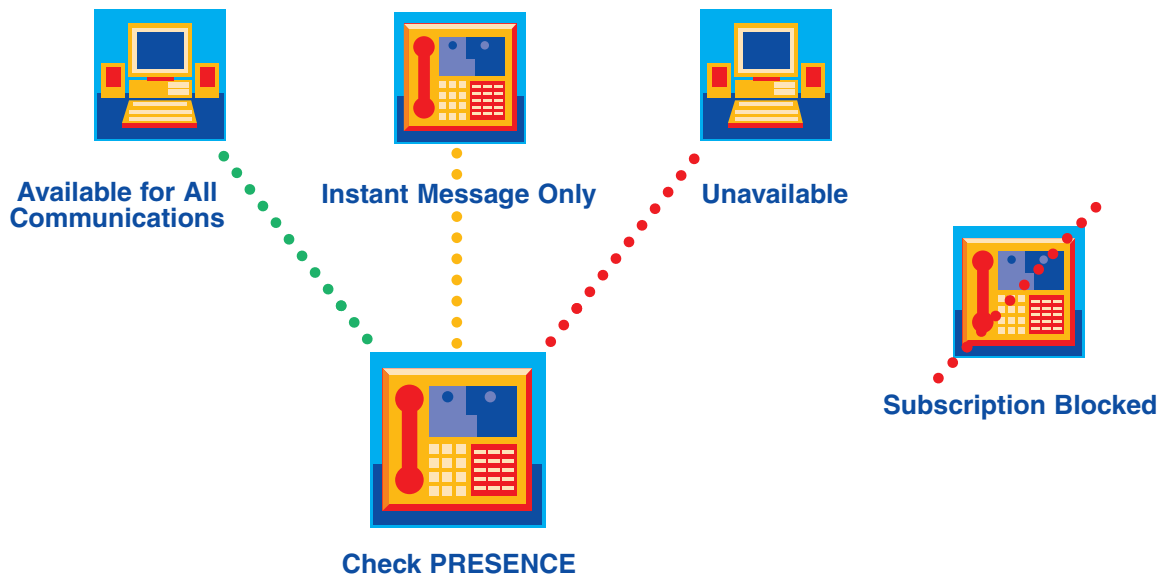 Available for All
Communications
Instant Message Only
Unavailable
Subscription Blocked
Check PRESENCE